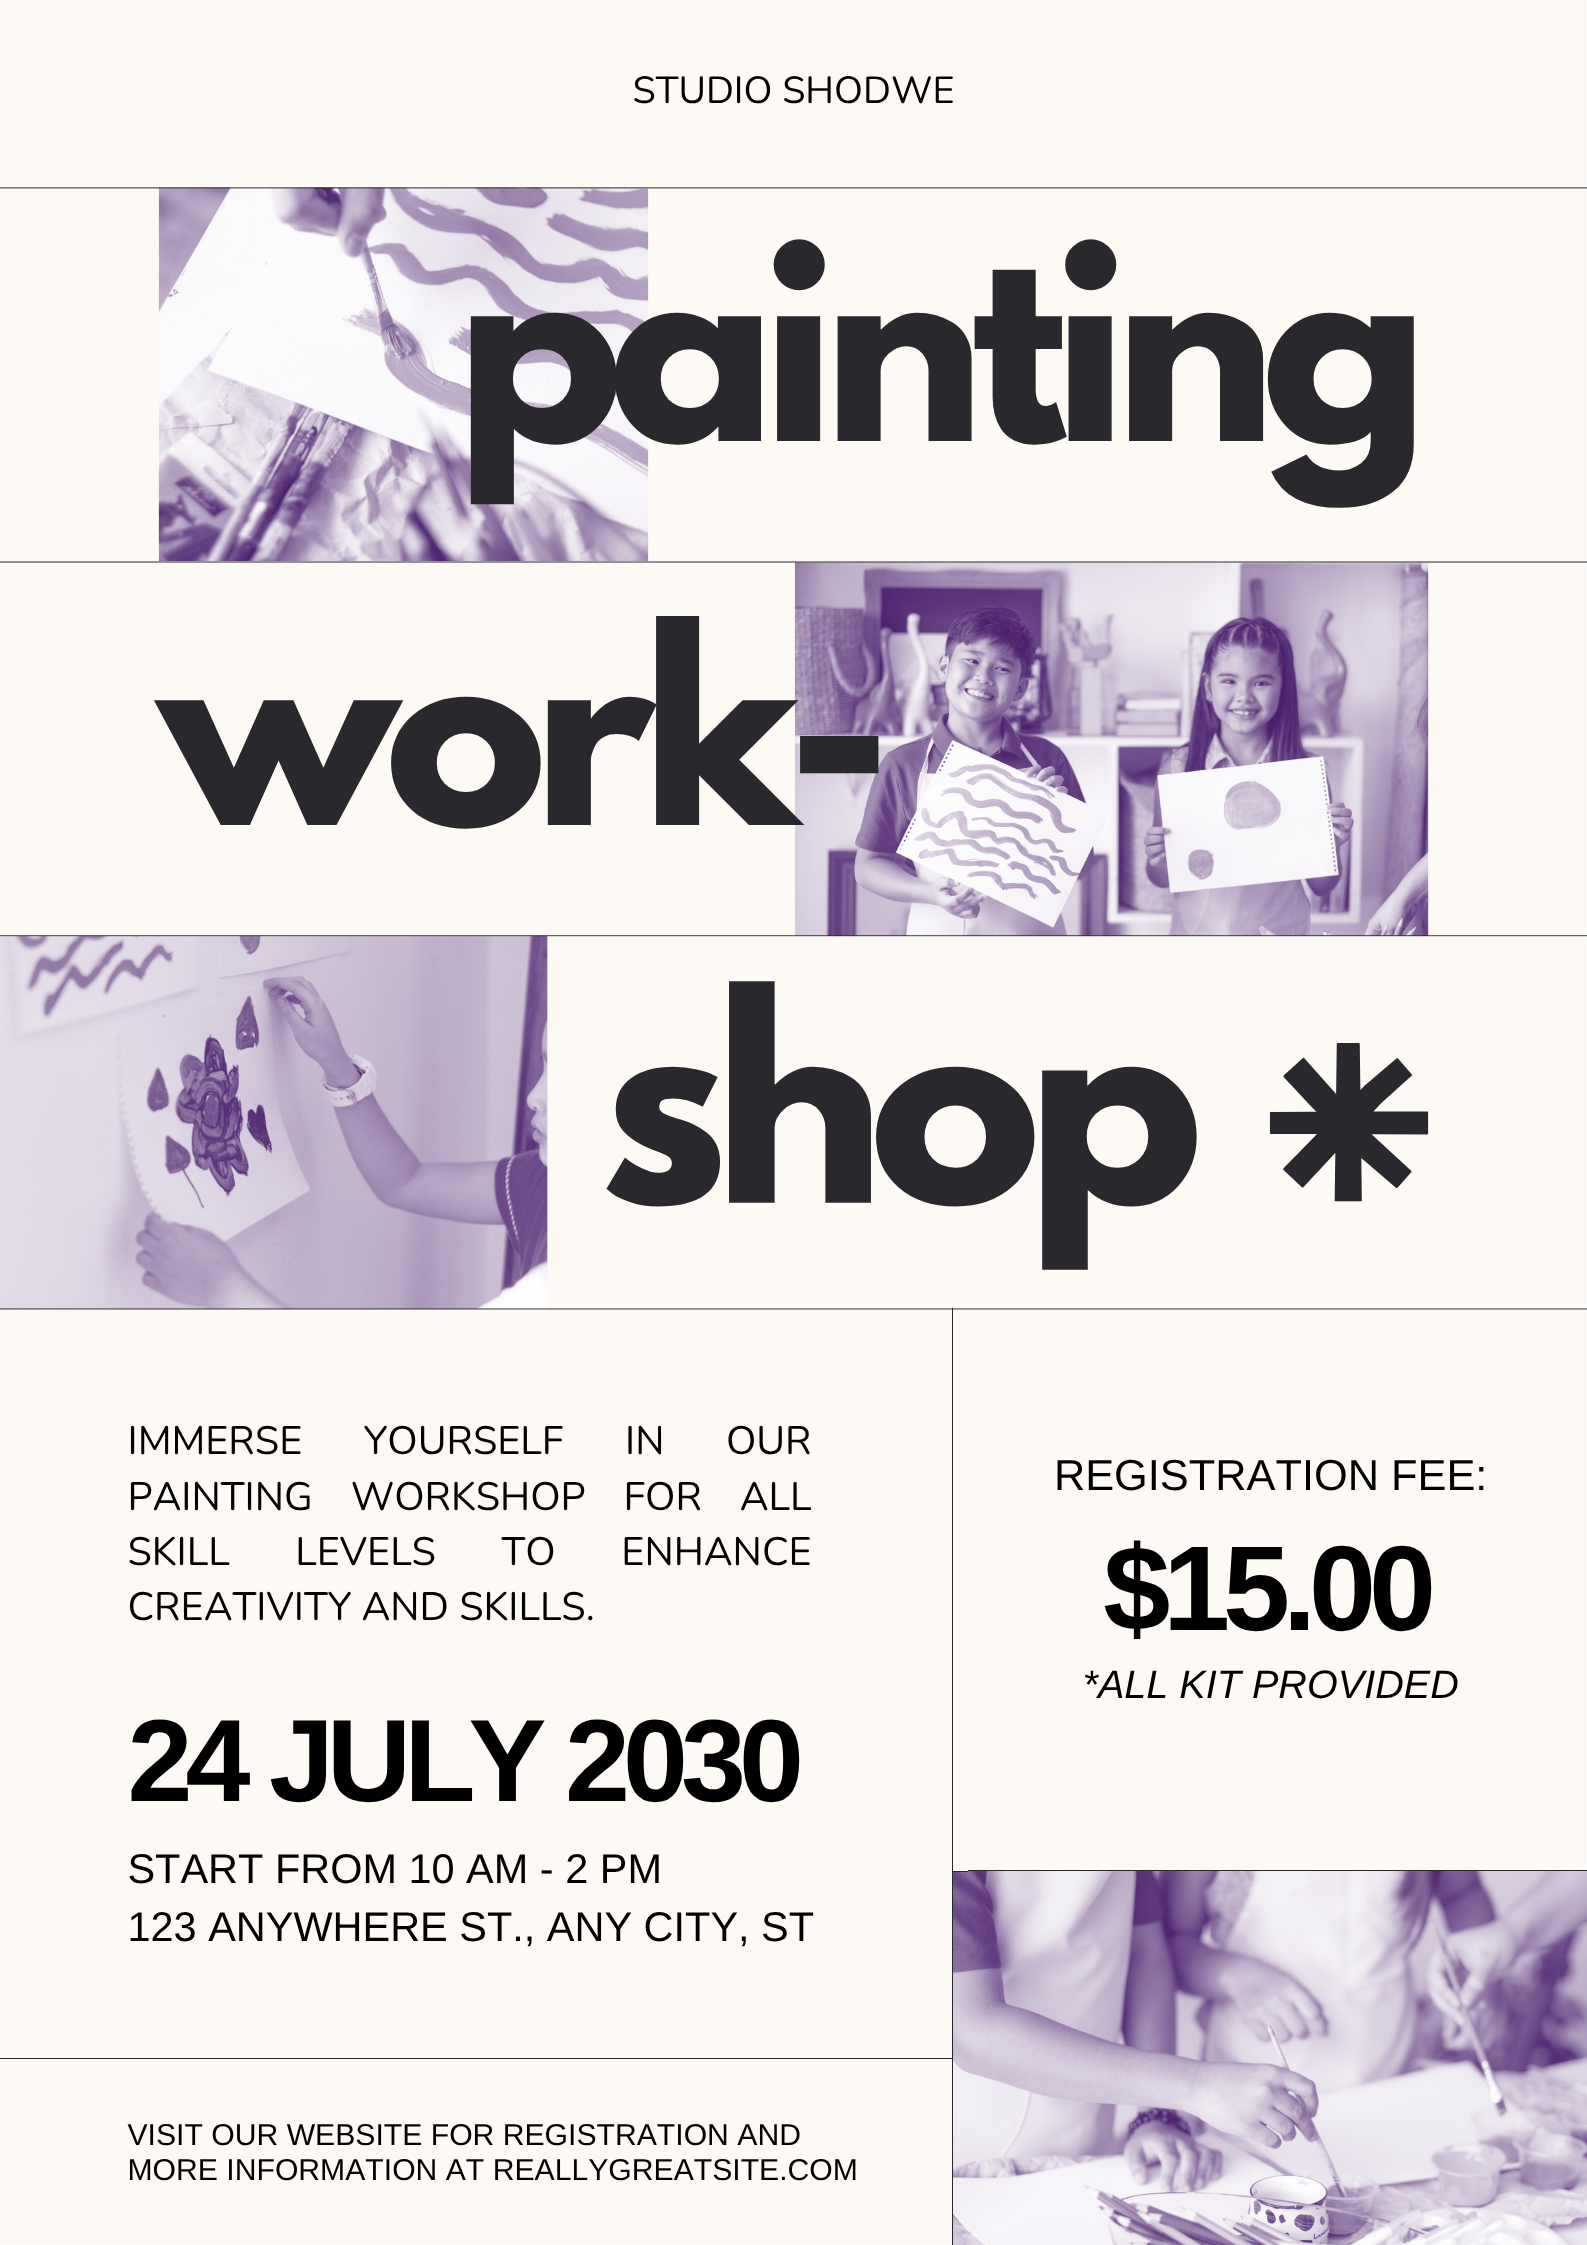 STUDIO SHODWE
painting
work-
shop *
IMMERSE YOURSELF IN OUR
PAINTING WORKSHOP FOR ALL
SKILL LEVELS TO ENHANCE
CREATIVITY AND SKILLS.
24 JULY 2030
START FROM 10 AM - 2 PM
123 ANYWHERE ST., ANY CITY, ST
REGISTRATION FEE:
$15.00
*ALL KIT PROVIDED
VISIT OUR WEBSITE FOR REGISTRATION AND
MORE INFORMATION AT REALLYGREATSITE.COM